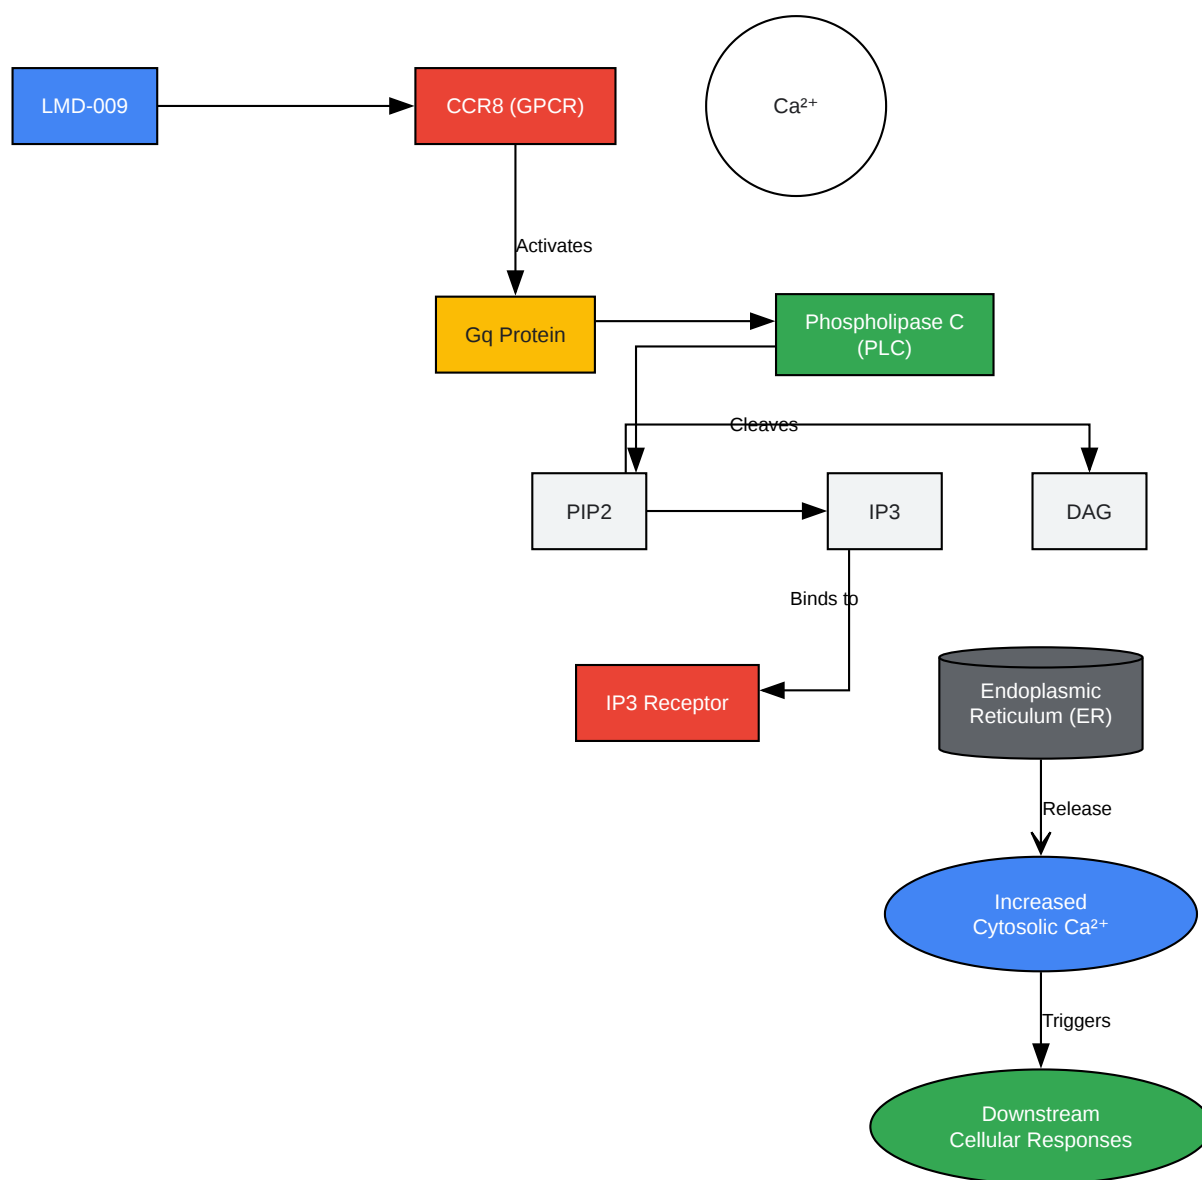 LMD-009
CCR8 (GPCR)
Ca²⁺
Activates
Gq Protein
Phospholipase C
(PLC)
Cleaves
PIP2
IP3
DAG
Binds to
IP3 Receptor
Endoplasmic
Reticulum (ER)
Release
Increased
Cytosolic Ca²⁺
Triggers
Downstream
Cellular Responses